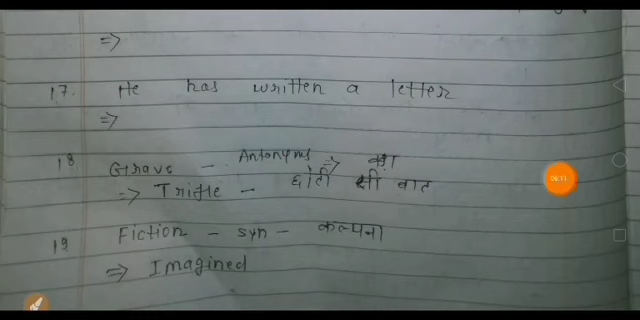 ⇒
17. He has written a letter
⇒
18 Grave - Antonyms ⇒
⇒ Trifle - छोटी सी बात
19 Fiction - syn - कल्पना
⇒ Imagined